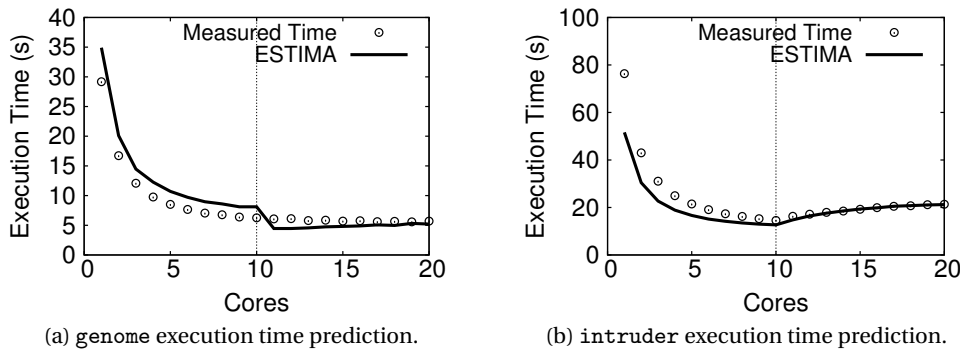 Execution Time (s)
40
35
30
25
20
15
10
5
0
0 5 10 15 20
Cores
Measured Time
ESTIMA
(a) genome execution time prediction.
Execution Time (s)
100
80
60
40
20
0
0 5 10 15 20
Cores
Measured Time
ESTIMA
(b) intruder execution time prediction.